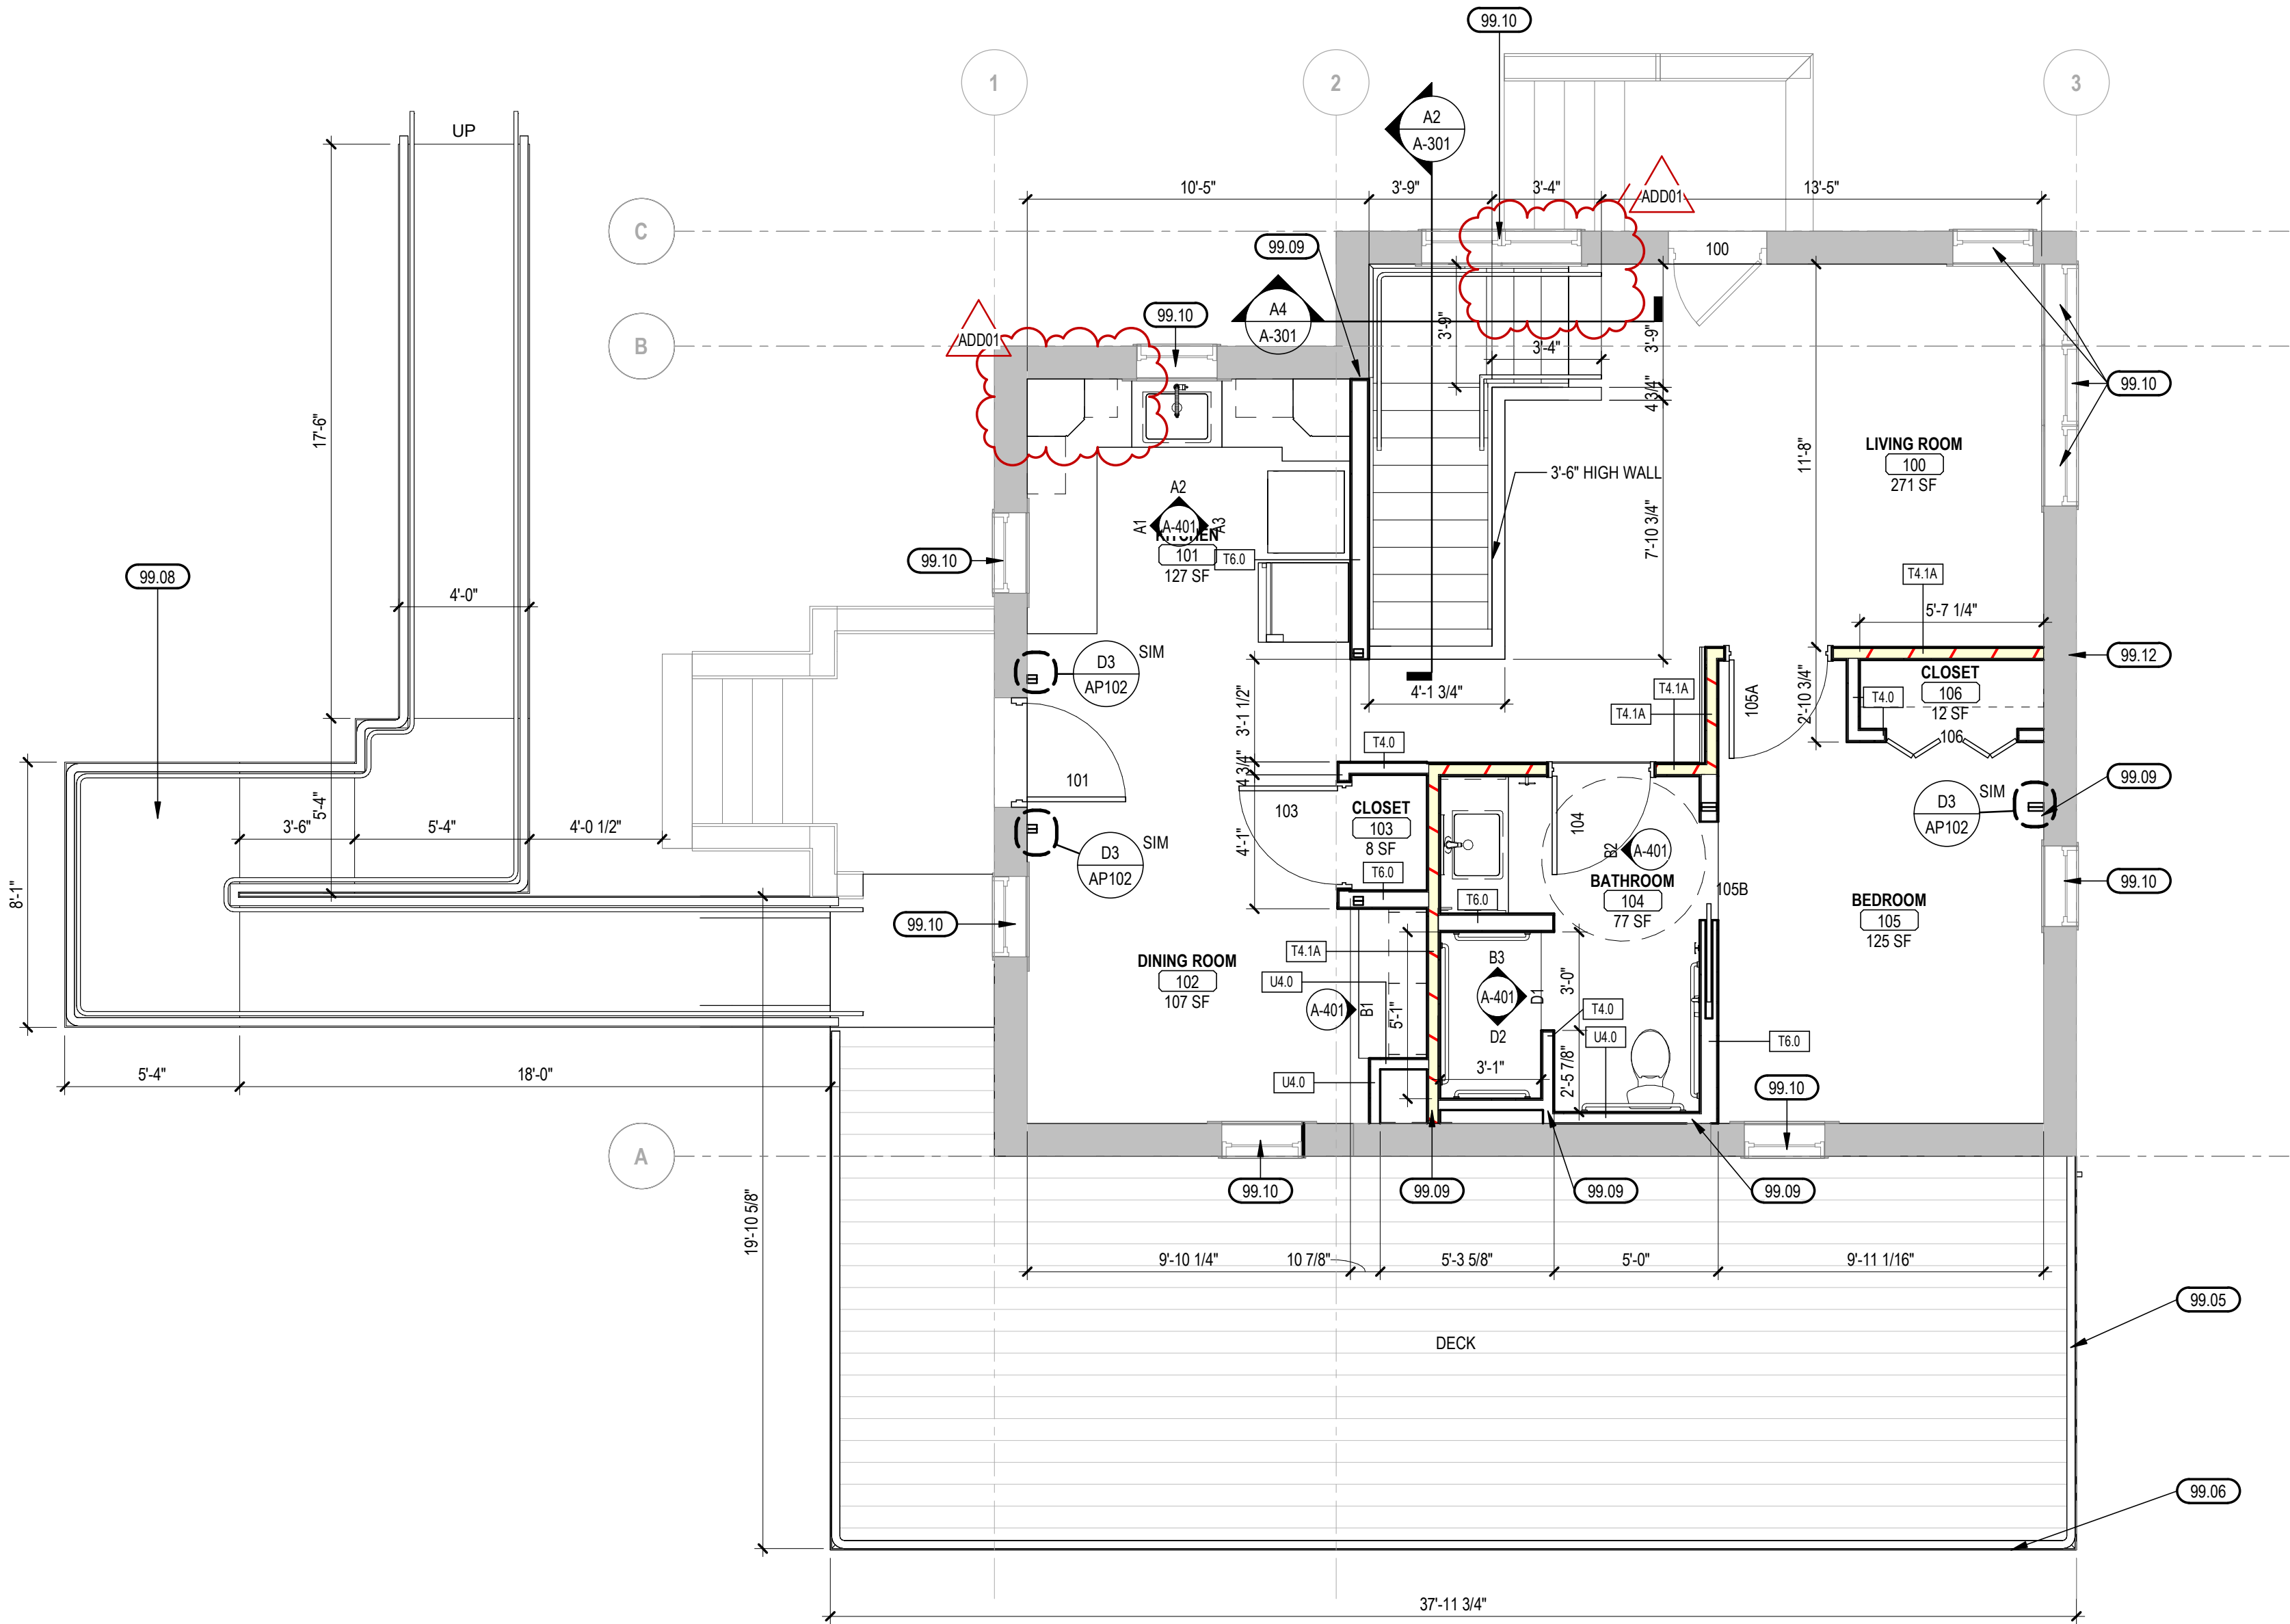 99.10
1
2
3
A2
A-301
UP
ADD01
10'-5"
3'-9"
3'-4"
13'-5"
C
99.09
100
A4
A-301
99.10
ADD01
B
3'-9"
3'-4"
3'-9"
4 3/4"
99.10
17'-6"
11'-8"
LIVING ROOM
100
271 SF
3'-6" HIGH WALL
A2
A1
A-401
A3
KITCHEN
101
127 SF
T6.0
7'-10 3/4"
99.10
99.08
4'-0"
T4.1A
5'-7 1/4"
D3
AP102
SIM
99.12
CLOSET
106
12 SF
T4.0
4'-1 3/4"
T4.1A
T4.1A
105A
2'-10 3/4"
3'-1 1/2"
106
T4.0
4 3/4"
99.09
101
103
CLOSET
103
8 SF
104
D3
AP102
SIM
5'-4"
3'-6"
5'-4"
4'-0 1/2"
4'-1"
D3
AP102
SIM
B2
A-401
T6.0
BATHROOM
104
77 SF
105B
99.10
8'-1"
T6.0
BEDROOM
105
125 SF
99.10
T4.1A
DINING ROOM
102
107 SF
U4.0
B3
A-401
D1
D2
3'-0"
A-401
B1
5'-1"
T4.0
U4.0
T6.0
5'-4"
18'-0"
U4.0
3'-1"
2'-5 7/8"
99.10
A
99.10
99.09
99.09
99.09
19'-10 5/8"
9'-10 1/4"
10 7/8"
5'-3 5/8"
5'-0"
9'-11 1/16"
99.05
DECK
99.06
37'-11 3/4"